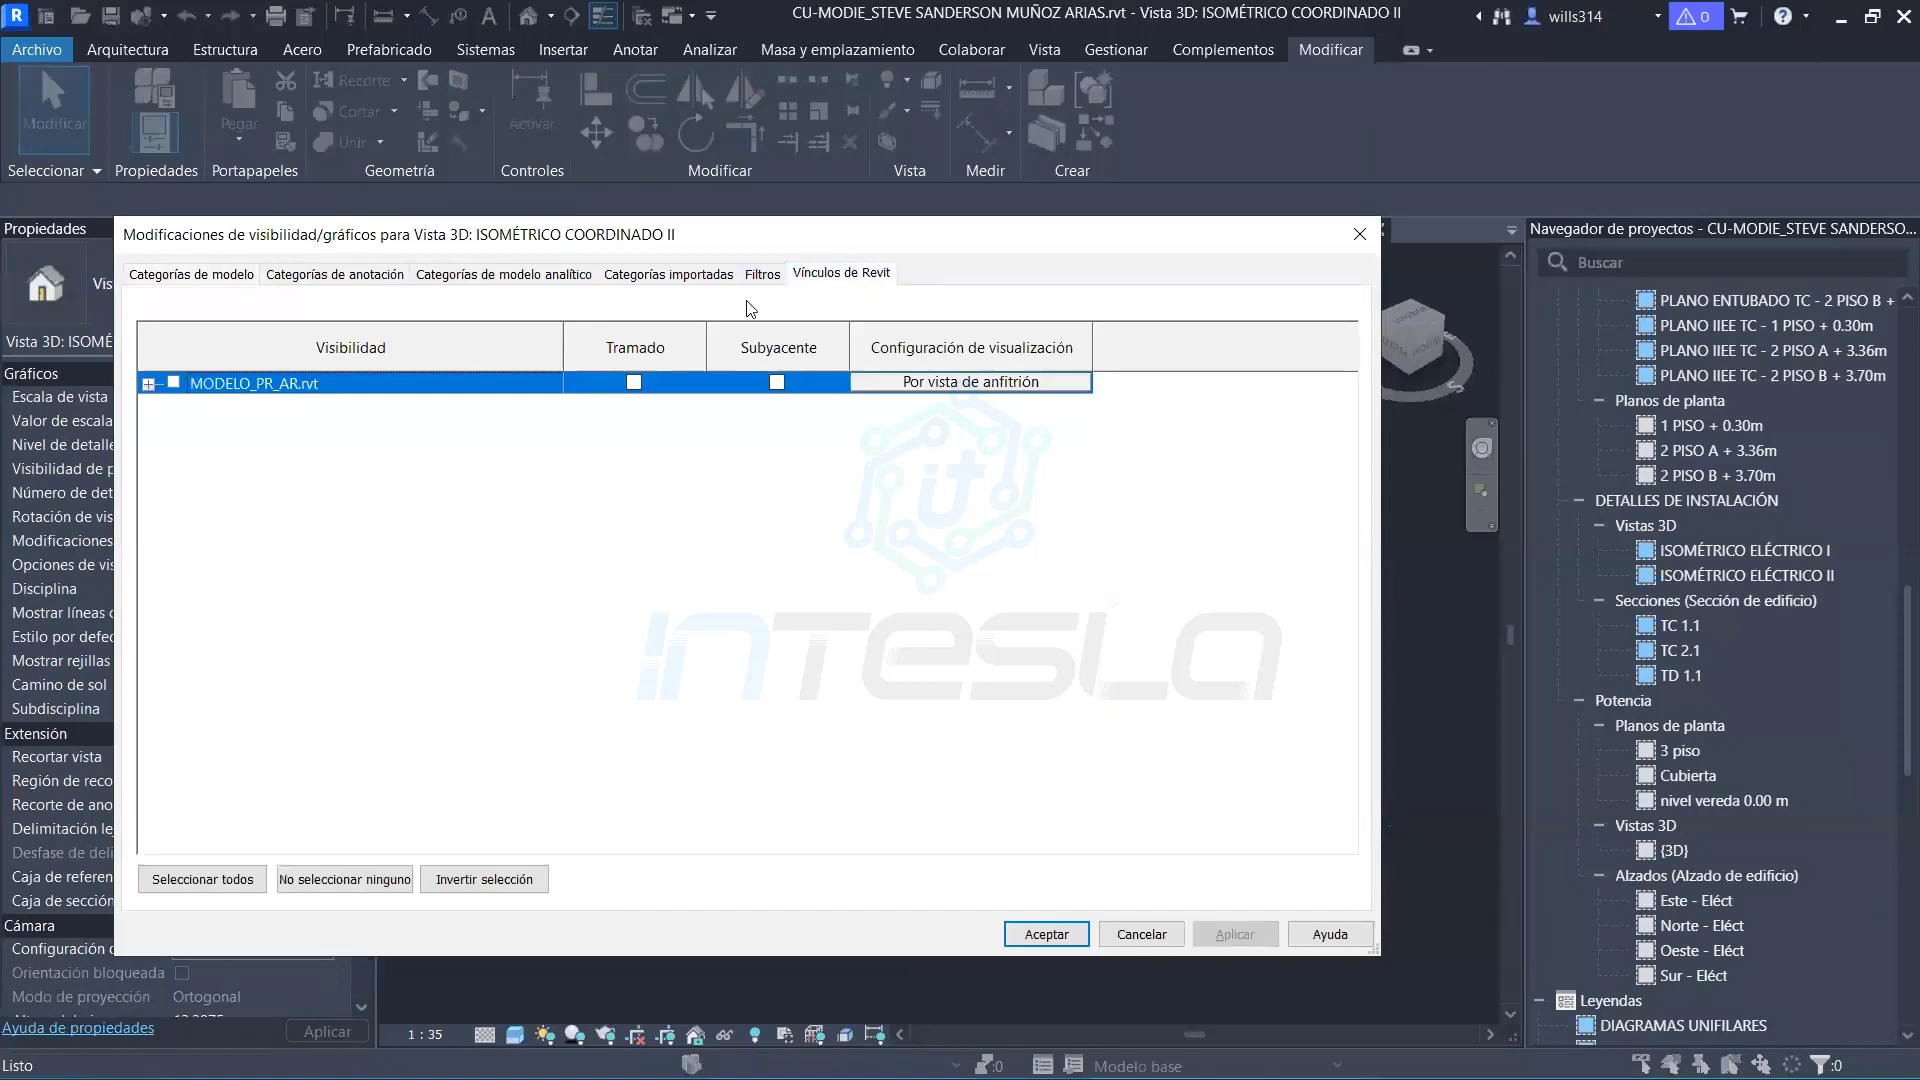 CU-MODIE_STEVE SANDERSON MUÑOZ ARIAS.rvt - Vista 3D: ISOMÉTRICO COORDINADO II
wills314
0
Archivo Arquitectura Estructura Acero Prefabricado Sistemas Insertar Anotar Analizar Masa y emplazamiento Colaborar Vista Gestionar Complementos Modificar
Modificar
Pegar
Recorte
Cortar
Unir
Activar
Seleccionar Propiedades Portapapeles Geometría Controles Modificar Vista Medir Crear
Propiedades
Vis
Vista 3D: ISOMÉ
Gráficos
Escala de vista
Valor de escala
Nivel de detalle
Visibilidad de p
Número de det
Rotación de vis
Modificaciones
Opciones de vis
Disciplina
Mostrar líneas
Estilo por defec
Mostrar rejillas
Camino de sol
Subdisciplina
Extensión
Recortar vista
Región de reco
Recorte de ano
Delimitación le
Desfase de deli
Caja de referen
Caja de sección
Cámara
Configuración
Orientación bloqueada
Modo de proyección Ortogonal
Ayuda de propiedades Aplicar
Modificaciones de visibilidad/gráficos para Vista 3D: ISOMÉTRICO COORDINADO II
Categorías de modelo Categorías de anotación Categorías de modelo analítico Categorías importadas Filtros Vínculos de Revit
Visibilidad Tramado Subyacente Configuración de visualización
MODELO_PR_AR.rvt Por vista de anfitrión
it
INTESLA
Seleccionar todos No seleccionar ninguno Invertir selección
Aceptar Cancelar Aplicar Ayuda
Navegador de proyectos - CU-MODIE_STEVE SANDERSO...
Buscar
PLANO ENTUBADO TC - 2 PISO B +
PLANO IIEE TC - 1 PISO + 0.30m
PLANO IIEE TC - 2 PISO A + 3.36m
PLANO IIEE TC - 2 PISO B + 3.70m
Planos de planta
1 PISO + 0.30m
2 PISO A + 3.36m
2 PISO B + 3.70m
DETALLES DE INSTALACIÓN
Vistas 3D
ISOMÉTRICO ELÉCTRICO I
ISOMÉTRICO ELÉCTRICO II
Secciones (Sección de edificio)
TC 1.1
TC 2.1
TD 1.1
Potencia
Planos de planta
3 piso
Cubierta
nivel vereda 0.00 m
Vistas 3D
{3D}
Alzados (Alzado de edificio)
Este - Eléct
Norte - Eléct
Oeste - Eléct
Sur - Eléct
Leyendas
DIAGRAMAS UNIFILARES
1 : 35
Listo
:0
Modelo base
:0